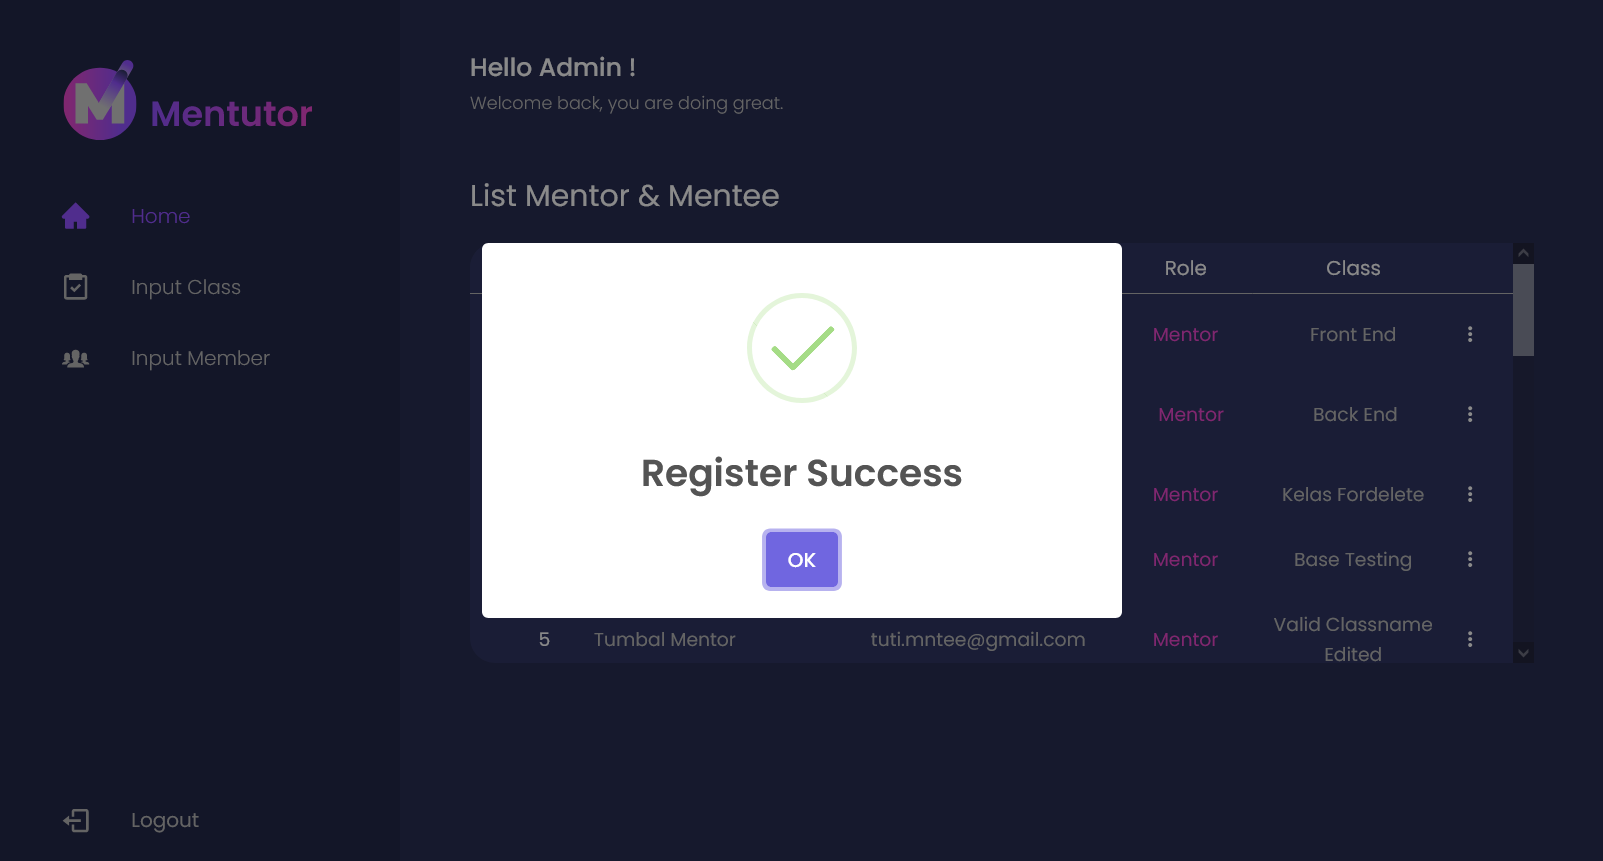 Mentutor
Home
Input Class
Input Member
Logout
Hello Admin !
Welcome back, you are doing great.
List Mentor & Mentee
Role Class
Mentor Front End
Mentor Back End
Mentor Kelas Fordelete
Mentor Base Testing
5 Tumbal Mentor tuti.mntee@gmail.com Mentor Valid Classname
Edited
Register Success
OK